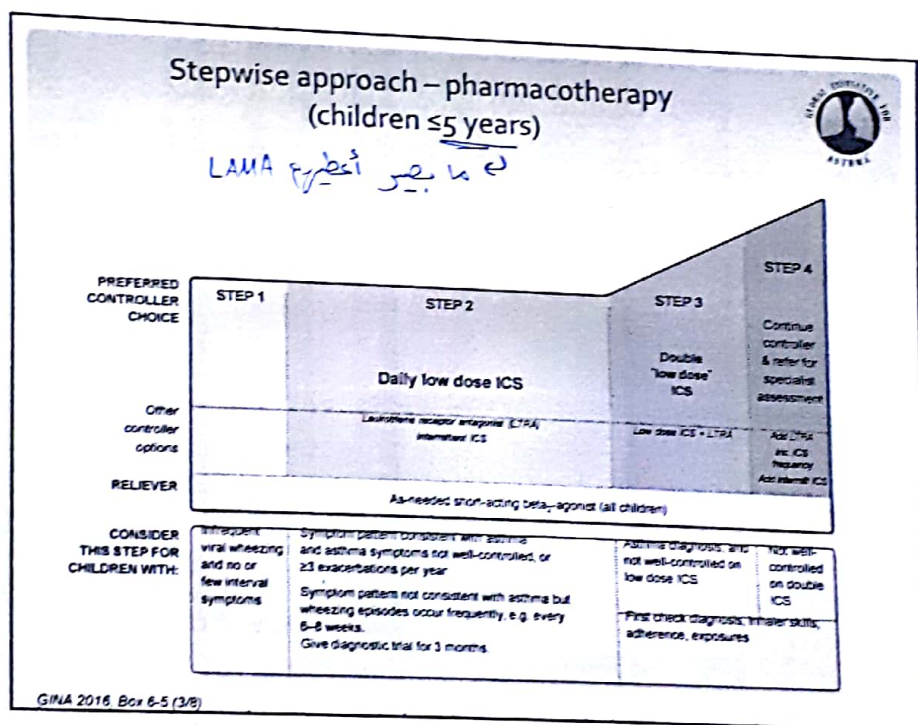 Stepwise approach – pharmacotherapy
(children ≤5 years)
GLOBAL INITIATIVE FOR
ASTHMA
ما بصير أعطيهم LAMA
PREFERRED
CONTROLLER
CHOICE
STEP 1
STEP 2
Daily low dose ICS
STEP 3
Double
"low dose"
ICS
STEP 4
Continue
controller
& refer for
specialist
assessment
Other
controller
options
Leukotriene receptor antagonist (LTRA)
Intermittent ICS
Low dose ICS + LTRA
Add LTRA
Inc. ICS
frequency
Add intermitt ICS
RELIEVER
As-needed short-acting beta₂-agonist (all children)
CONSIDER
THIS STEP FOR
CHILDREN WITH:
Infrequent
viral wheezing
and no or
few interval
symptoms
Symptom pattern consistent with asthma
and asthma symptoms not well-controlled, or
≥3 exacerbations per year
Symptom pattern not consistent with asthma but
wheezing episodes occur frequently, e.g. every
6–8 weeks.
Give diagnostic trial for 3 months.
Asthma diagnosis, and
not well-controlled on
low dose ICS
Not well-
controlled
on double
ICS
First check diagnosis, inhaler skills,
adherence, exposures
GINA 2016, Box 6-5 (3/8)